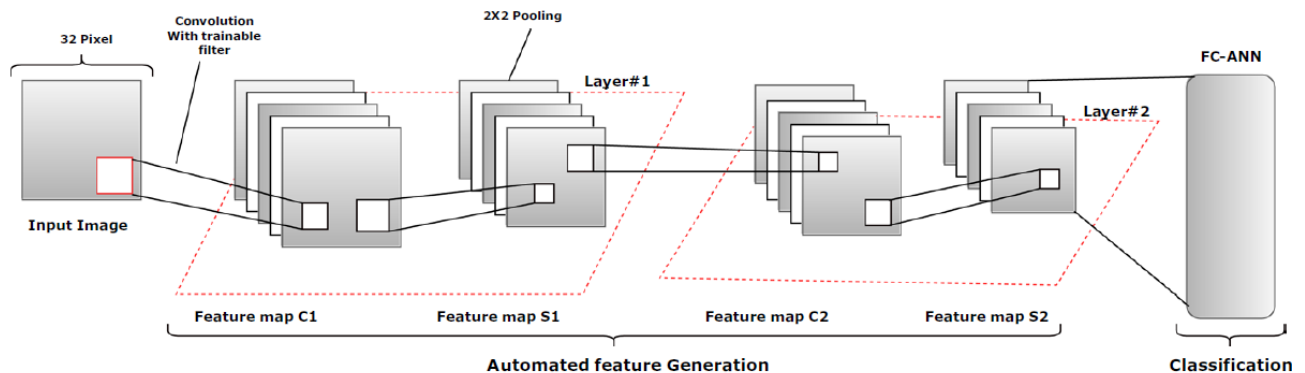 32 Pixel
Convolution
With trainable
filter
2X2 Pooling
Layer#1
Layer#2
FC-ANN
Input Image
Feature map C1
Feature map S1
Feature map C2
Feature map S2
Automated feature Generation
Classification